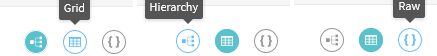 Grid
Hierarchy
Raw
{ }
{ }
{ }